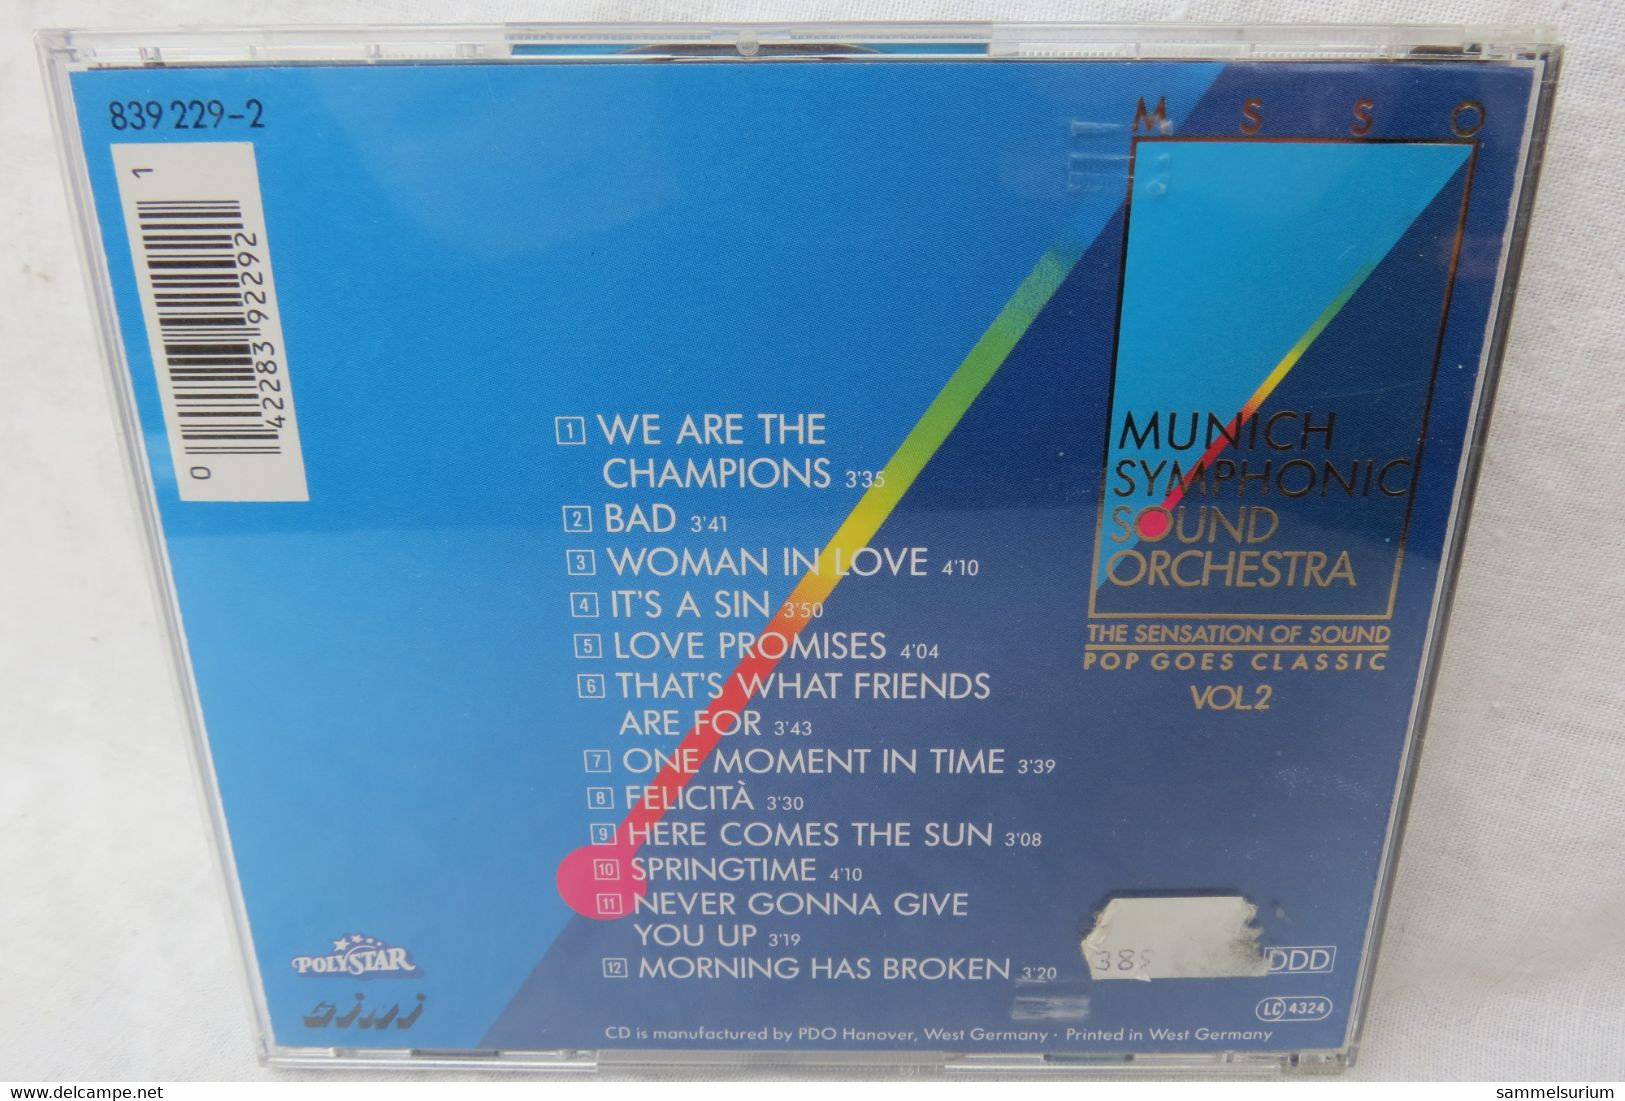 839 229-2
1
42283 92292
0
M S S O
MUNICH
SYMPHONIC
SOUND
ORCHESTRA
THE SENSATION OF SOUND
POP GOES CLASSIC
VOL.2
1 WE ARE THE
CHAMPIONS 3'35
2 BAD 3'41
3 WOMAN IN LOVE 4'10
4 IT'S A SIN 3'50
5 LOVE PROMISES 4'04
6 THAT'S WHAT FRIENDS
ARE FOR 3'43
7 ONE MOMENT IN TIME 3'39
8 FELICITÀ 3'30
9 HERE COMES THE SUN 3'08
10 SPRINGTIME 4'10
11 NEVER GONNA GIVE
YOU UP 3'19
12 MORNING HAS BROKEN 3'20
POLYSTAR
DDD
LC 4324
CD is manufactured by PDO Hanover, West Germany · Printed in West Germany
delcampe.net
sammelsurium